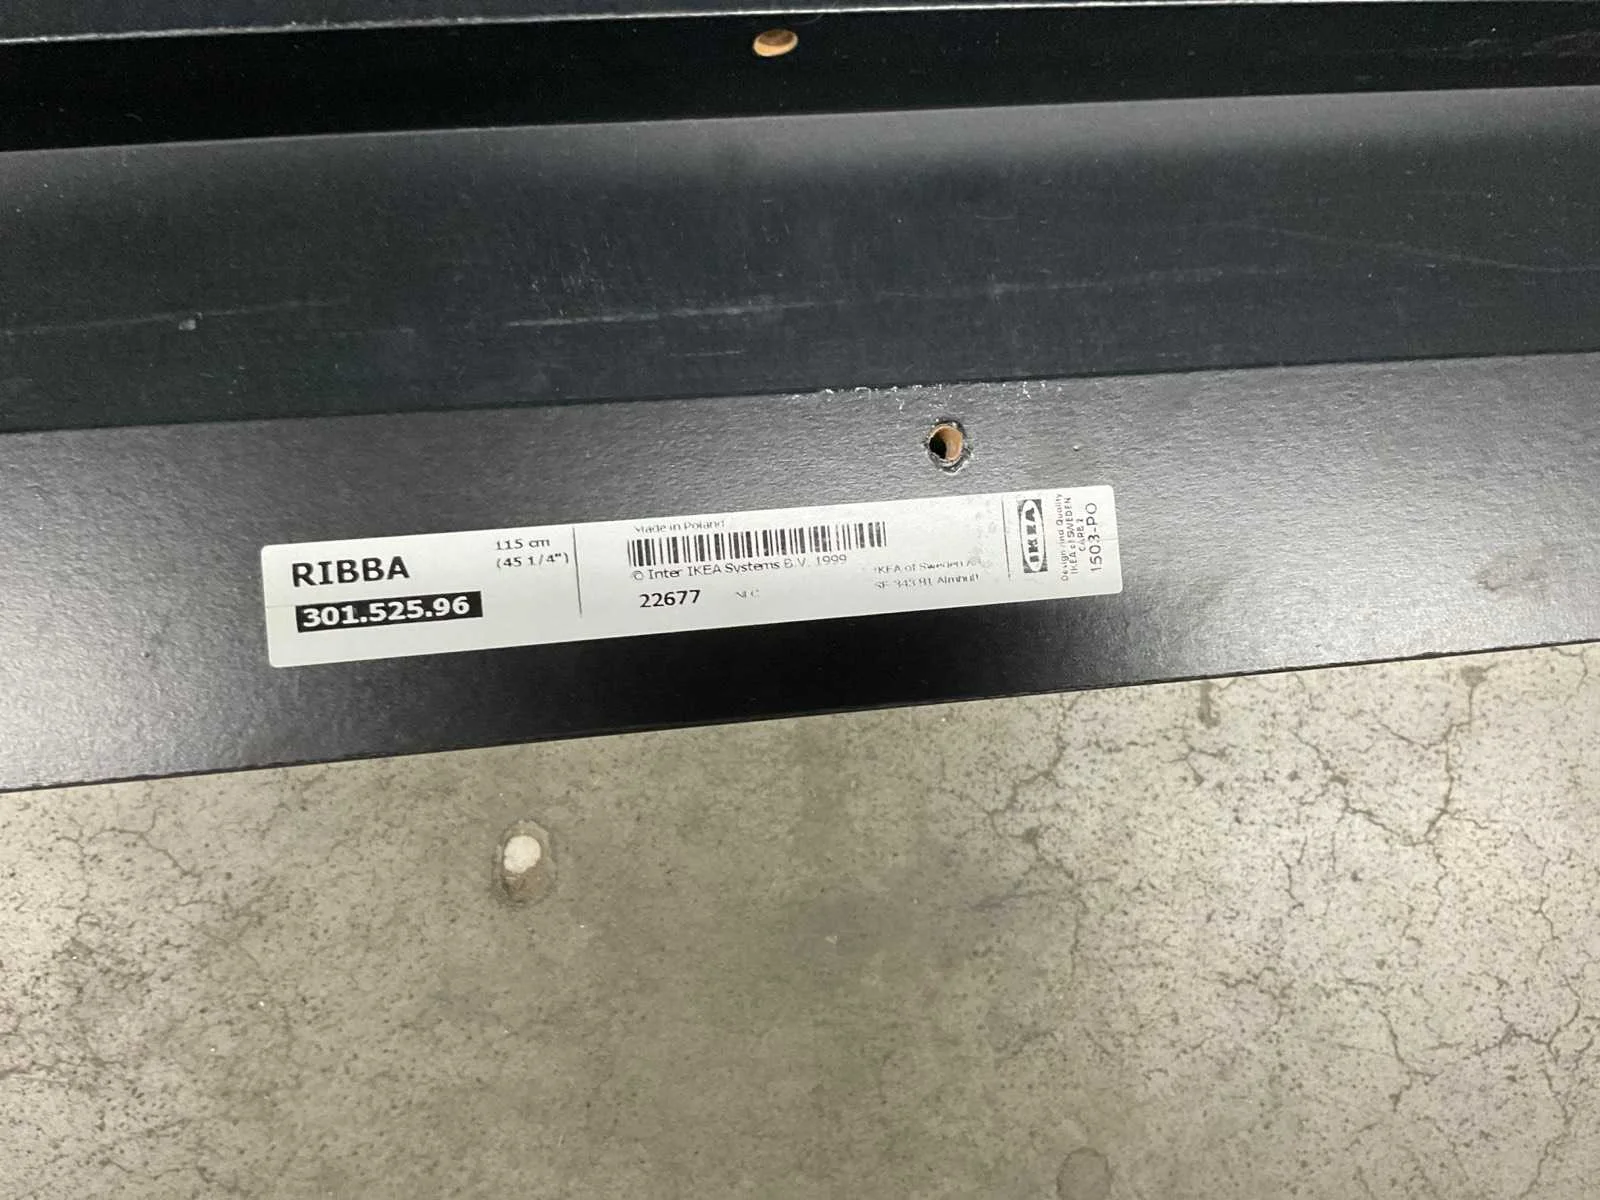 RIBBA
115 cm
(45 1/4")
301.525.96
Made in Poland
© Inter IKEA Systems B.V. 1999
22677
IKEA of Sweden
SE-343 81 Älmhult
IKEA
Design and Quality
IKEA of SWEDEN
1503-PO